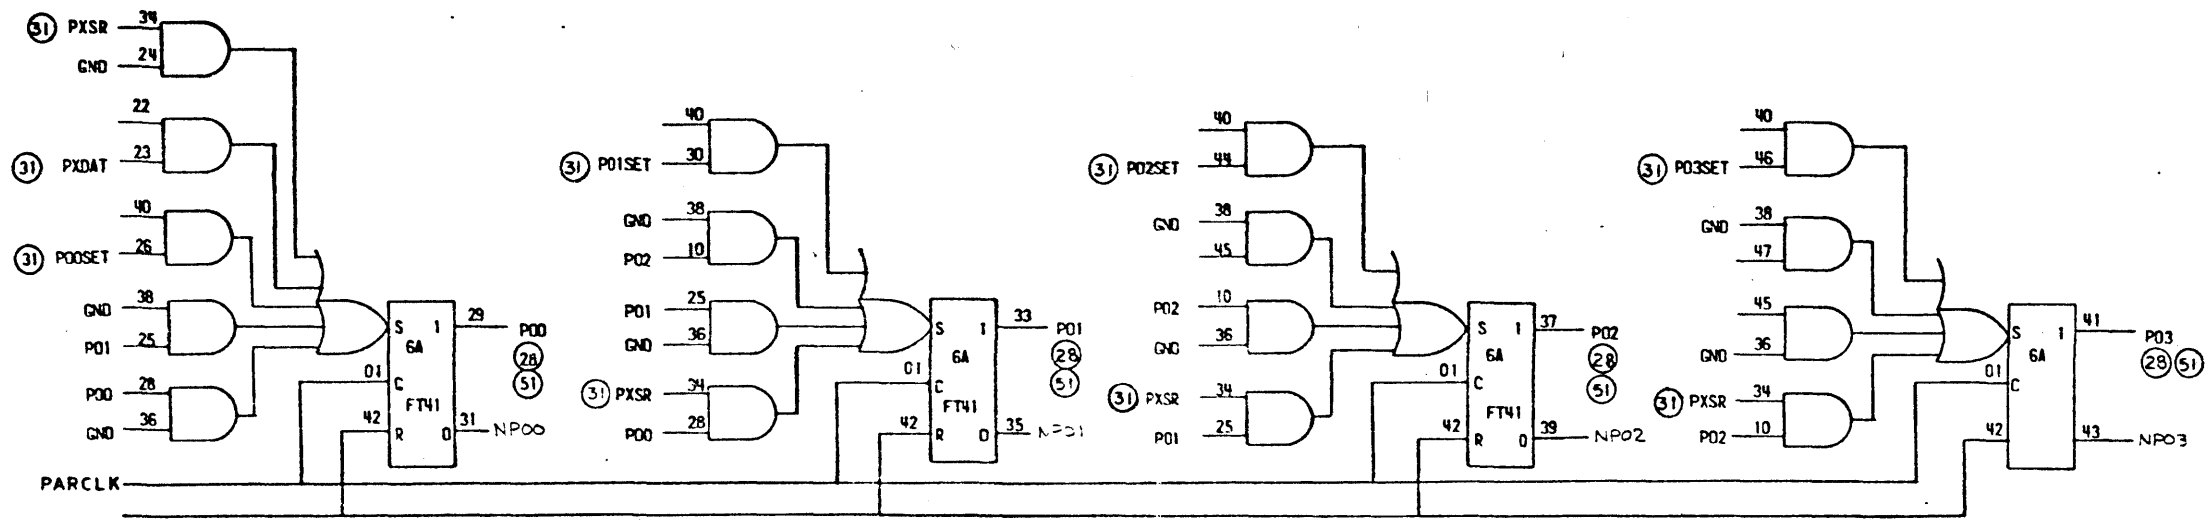 31 PXSR 34
GND 24
22
31 PXDAT 23
40
31 P00SET 26
GND 38
P01 25
P00 28
GND 36
S 1
6A
01 C
FT41
42 R 0
29 P00
28
51
31 NP00
40
31 P01SET 30
GND 38
P02 10
P01 25
GND 36
31 PXSR 34
P00 28
S 1
6A
01 C
FT41
42 R 0
33 P01
28
51
35 NP01
40
31 P02SET 44
GND 38
45
P02 10
GND 36
31 PXSR 34
P01 25
S 1
6A
01 C
FT41
42 R 0
37 P02
28
51
39 NP02
40
31 P03SET 46
GND 38
47
45
GND 36
31 PXSR 34
P02 10
S 1
6A
01 C
42
41 P03
28 51
43 NP03
PARCLK